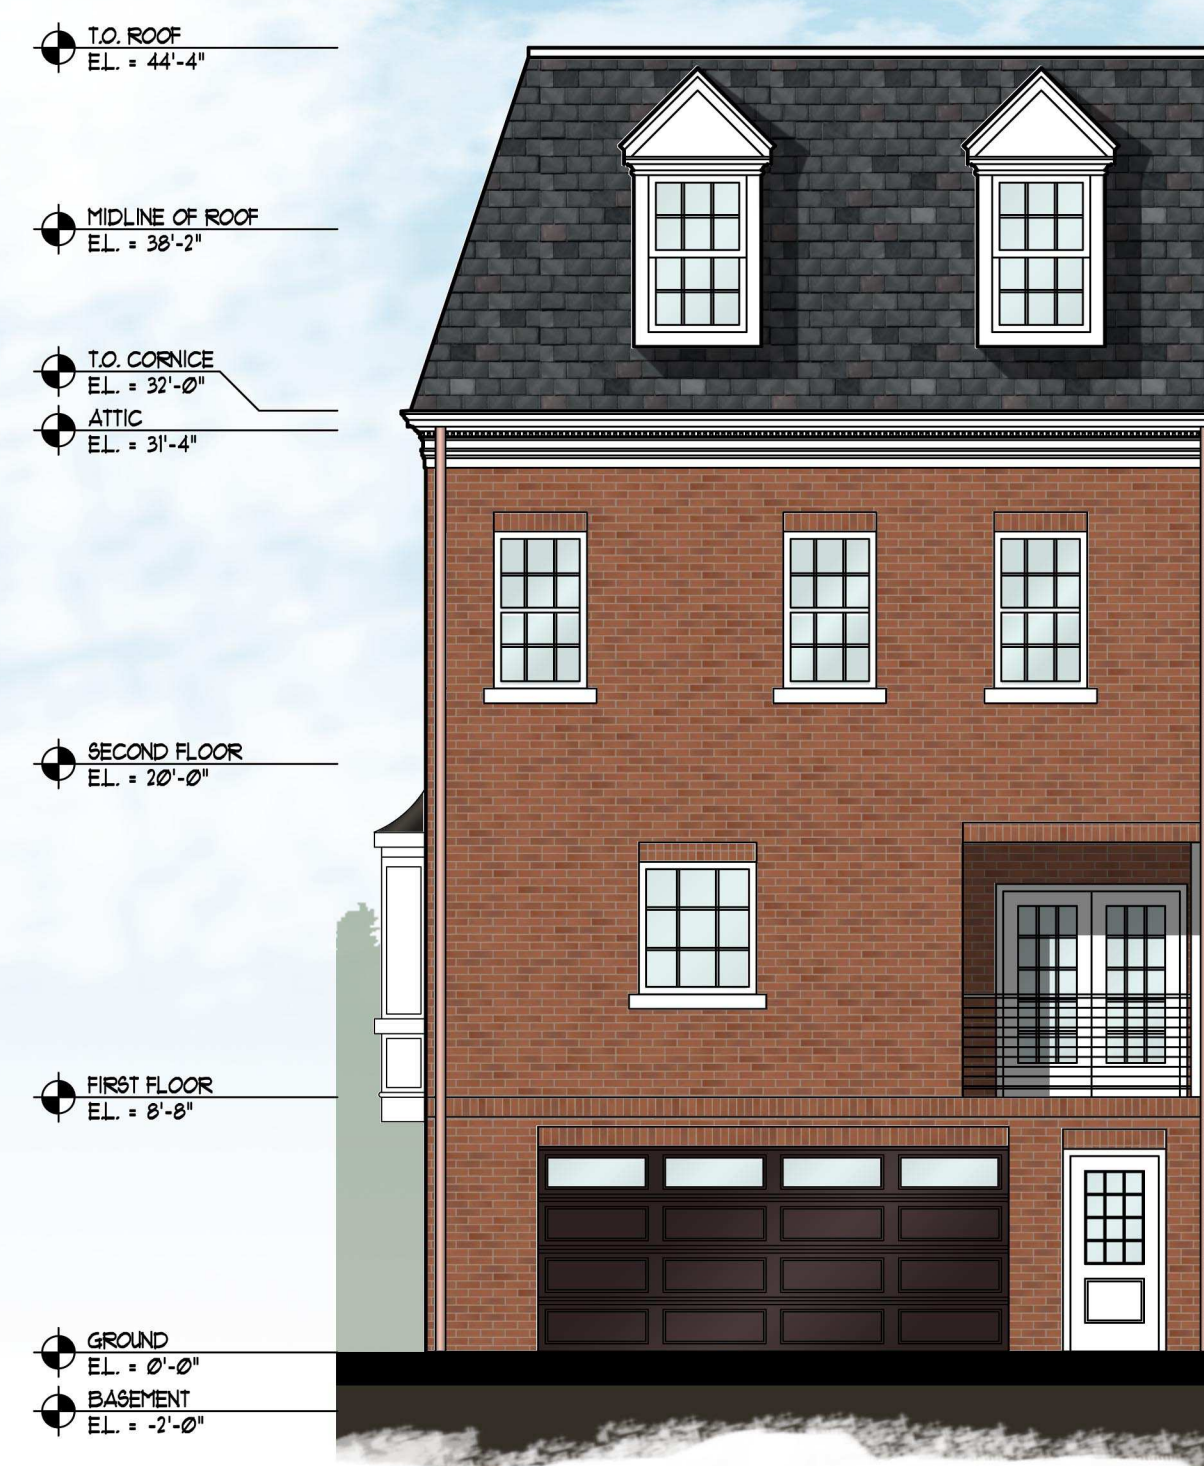 T.O. ROOF
EL. = 44'-4"
MIDLINE OF ROOF
EL. = 38'-2"
T.O. CORNICE
EL. = 32'-0"
ATTIC
EL. = 31'-4"
SECOND FLOOR
EL. = 20'-0"
FIRST FLOOR
EL. = 8'-8"
GROUND
EL. = 0'-0"
BASEMENT
EL. = -2'-0"